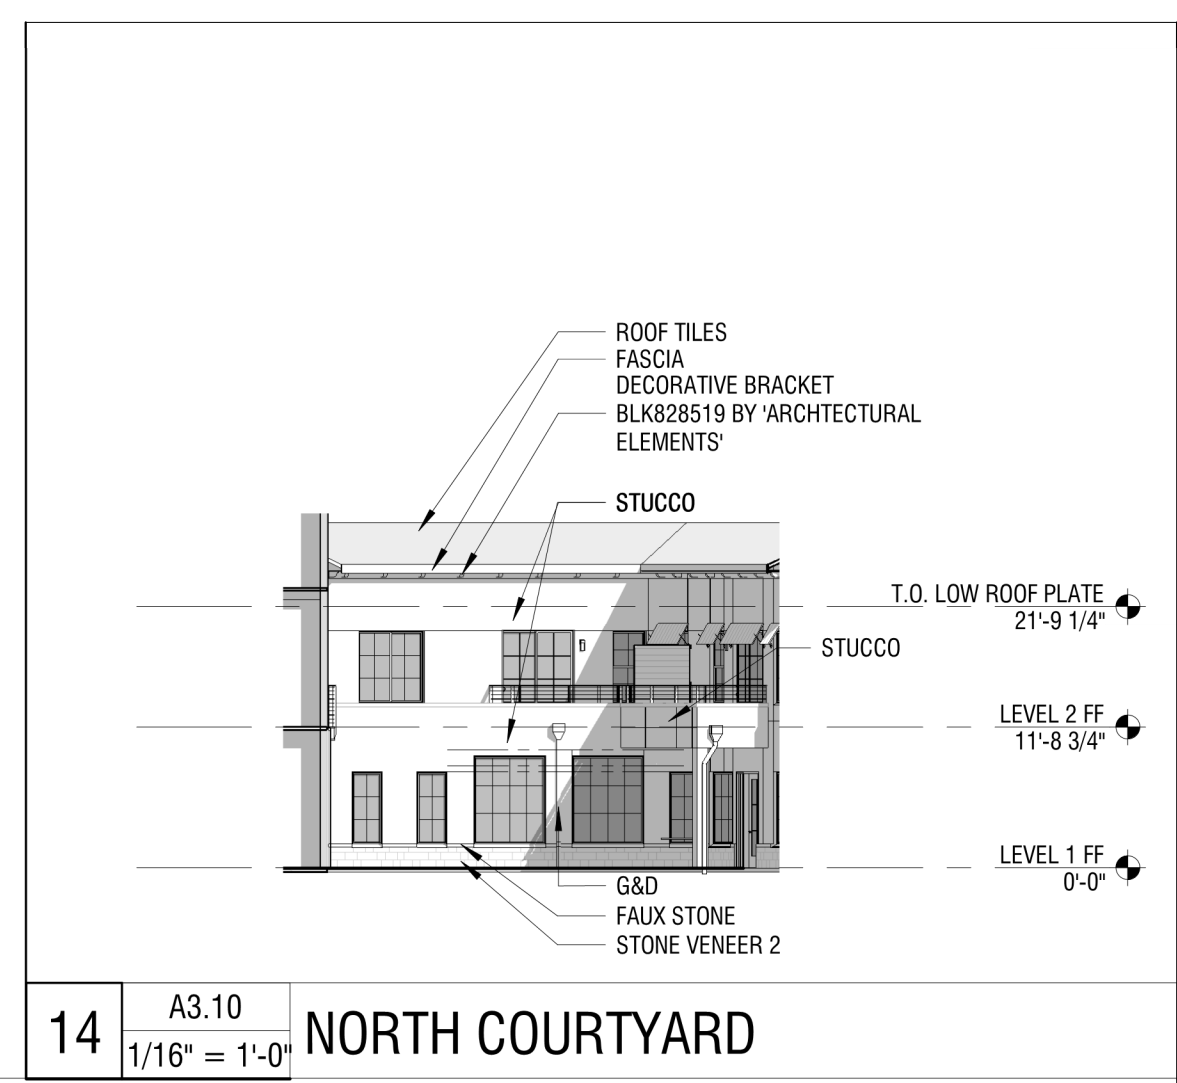 ROOF TILES
FASCIA
DECORATIVE BRACKET
BLK828519 BY 'ARCHTECTURAL
ELEMENTS'
STUCCO
T.O. LOW ROOF PLATE
21'-9 1/4"
STUCCO
LEVEL 2 FF
11'-8 3/4"
LEVEL 1 FF
0'-0"
G&D
FAUX STONE
STONE VENEER 2
14
A3.10
1/16" = 1'-0"
NORTH COURTYARD